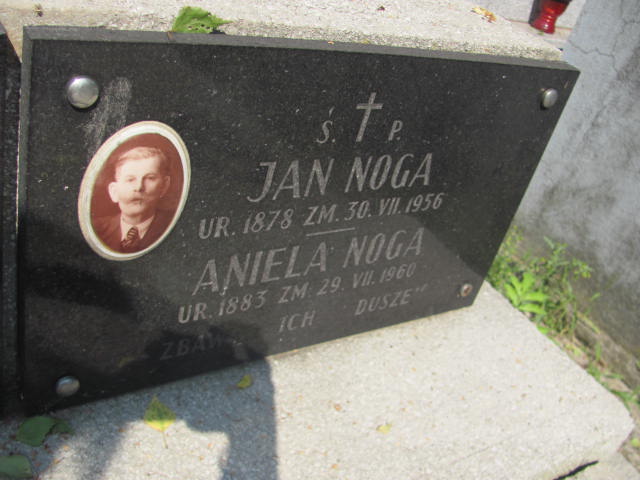 Ś. P.
JAN NOGA
UR. 1878 ZM. 30. VII. 1956
ANIELA NOGA
UR. 1883 ZM. 29. VII. 1960
ICH DUSZE"